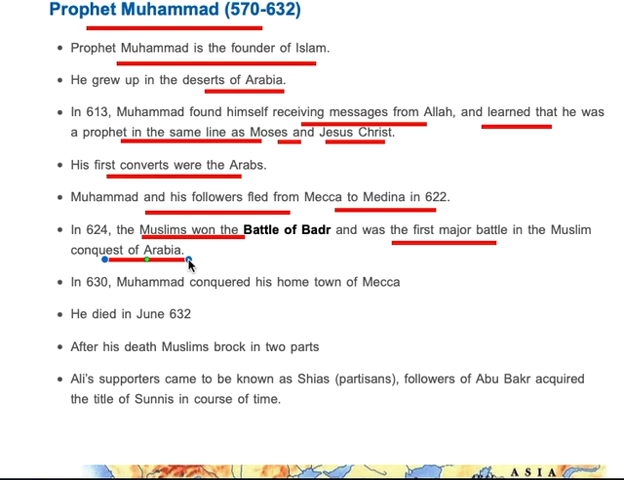 Prophet Muhammad (570-632)
• Prophet Muhammad is the founder of Islam.
• He grew up in the deserts of Arabia.
• In 613, Muhammad found himself receiving messages from Allah, and learned that he was
a prophet in the same line as Moses and Jesus Christ.
• His first converts were the Arabs.
• Muhammad and his followers fled from Mecca to Medina in 622.
• In 624, the Muslims won the Battle of Badr and was the first major battle in the Muslim
conquest of Arabia.
• In 630, Muhammad conquered his home town of Mecca
• He died in June 632
• After his death Muslims brock in two parts
• Ali's supporters came to be known as Shias (partisans), followers of Abu Bakr acquired
the title of Sunnis in course of time.
ASIA